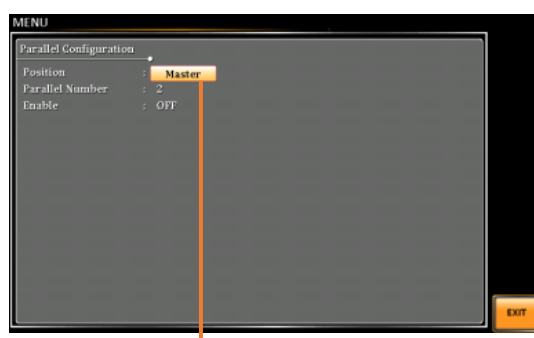 MENU
Parallel Configuration
Position : Master
Parallel Number : 2
Enable : OFF
EXIT